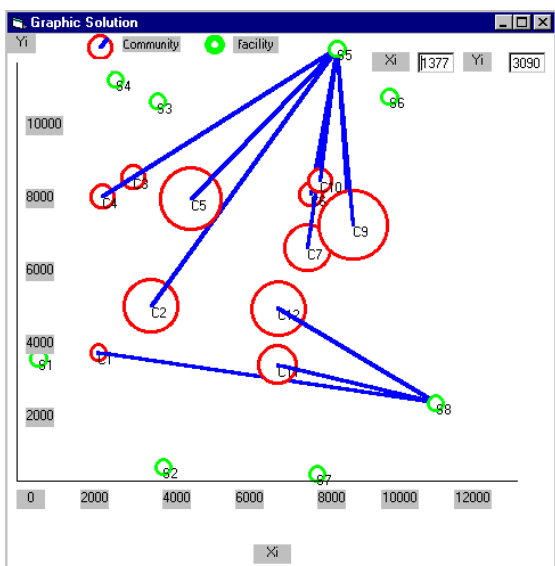 Graphic Solution
Yi
Community
Facility
S5
Xi
1377
Yi
3090
S4
S3
S6
10000
C3
C10
8000
C4
C5
C9
C7
6000
C2
C12
4000
S1
C1
C11
S8
2000
S2
S7
0 2000 4000 6000 8000 10000 12000
Xi